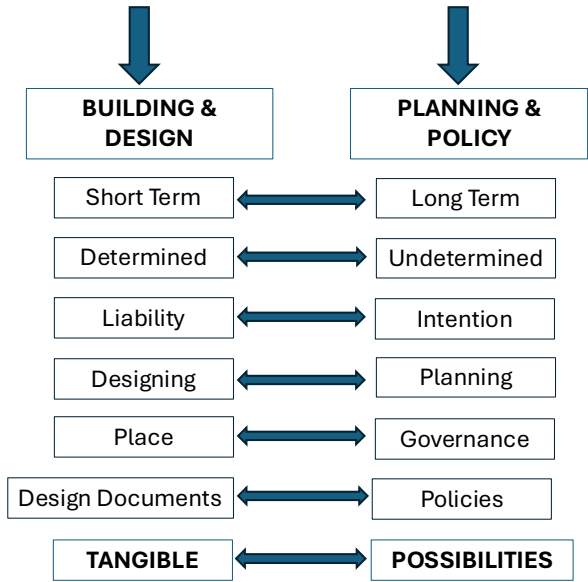 BUILDING &
DESIGN
PLANNING &
POLICY
Short Term
Long Term
Determined
Undetermined
Liability
Intention
Designing
Planning
Place
Governance
Design Documents
Policies
TANGIBLE
POSSIBILITIES